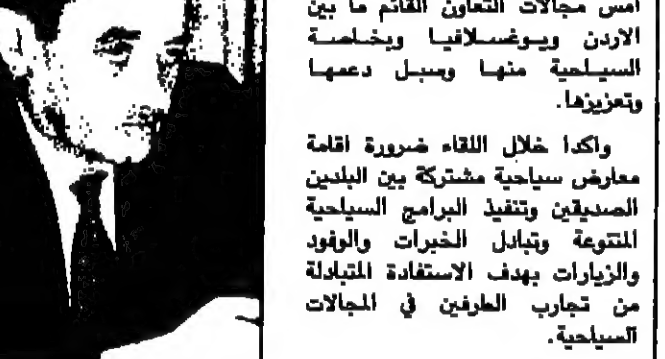 امس مجالات التعاون القائم ما بين
الاردن ويوغسلافيا وبخاصة
السياحية منها وسبل دعمها
وتعزيزها.
واكدا خلال اللقاء ضرورة اقامة
معارض سياحية مشتركة بين البلدين
الصديقين وتنفيذ البرامج السياحية
المتنوعة وتبادل الخبرات والوفود
والزيارات بهدف الاستفادة المتبادلة
من تجارب الطرفين في المجالات
السياحية.